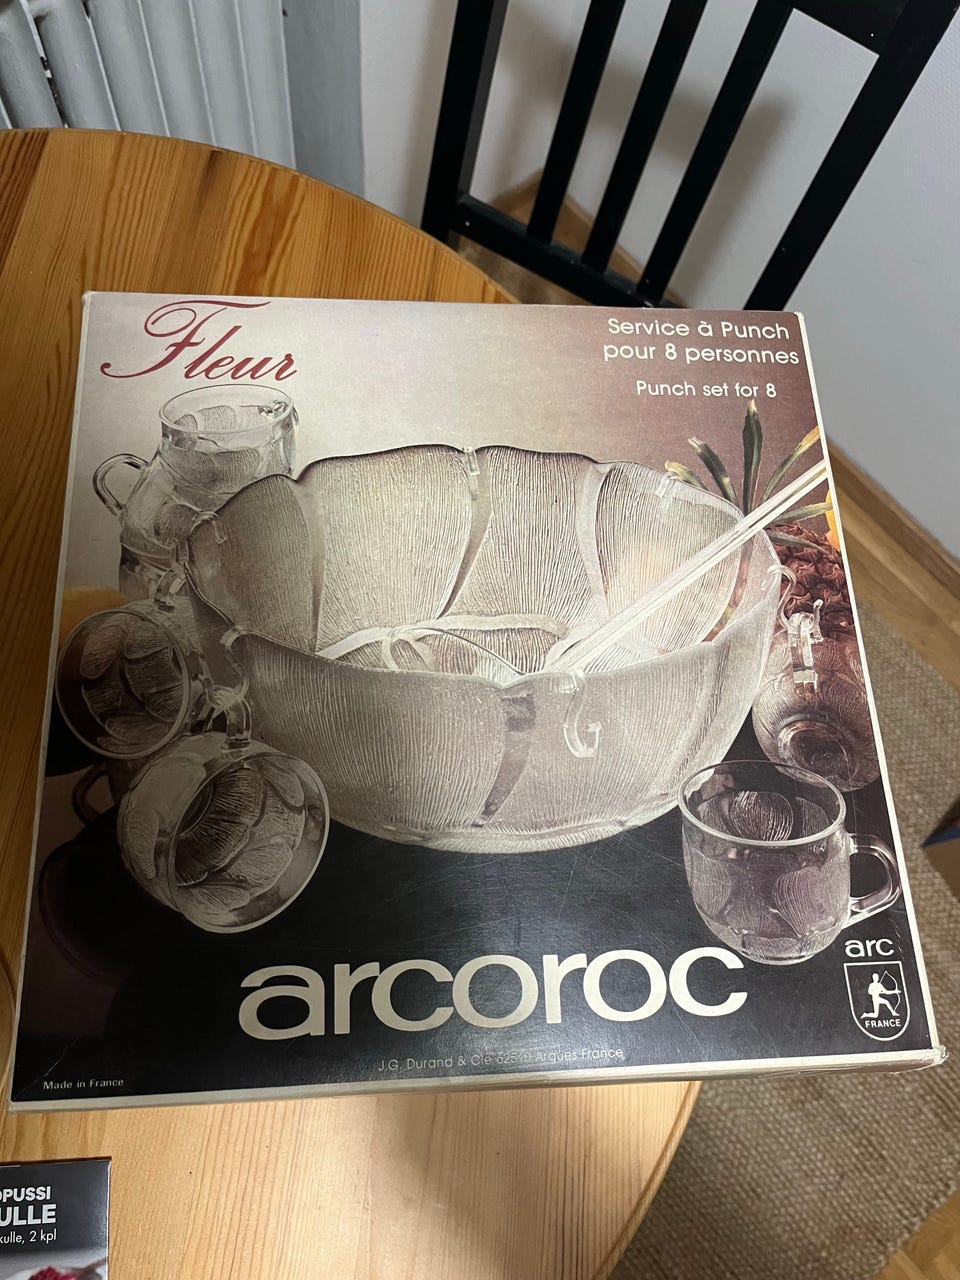 Fleur
Service à Punch
pour 8 personnes
Punch set for 8
arcoroc
arc
FRANCE
J.G. Durand & Cie 62510 Arques France
Made in France
OPUSSI
ULLE
kulle, 2 kpl